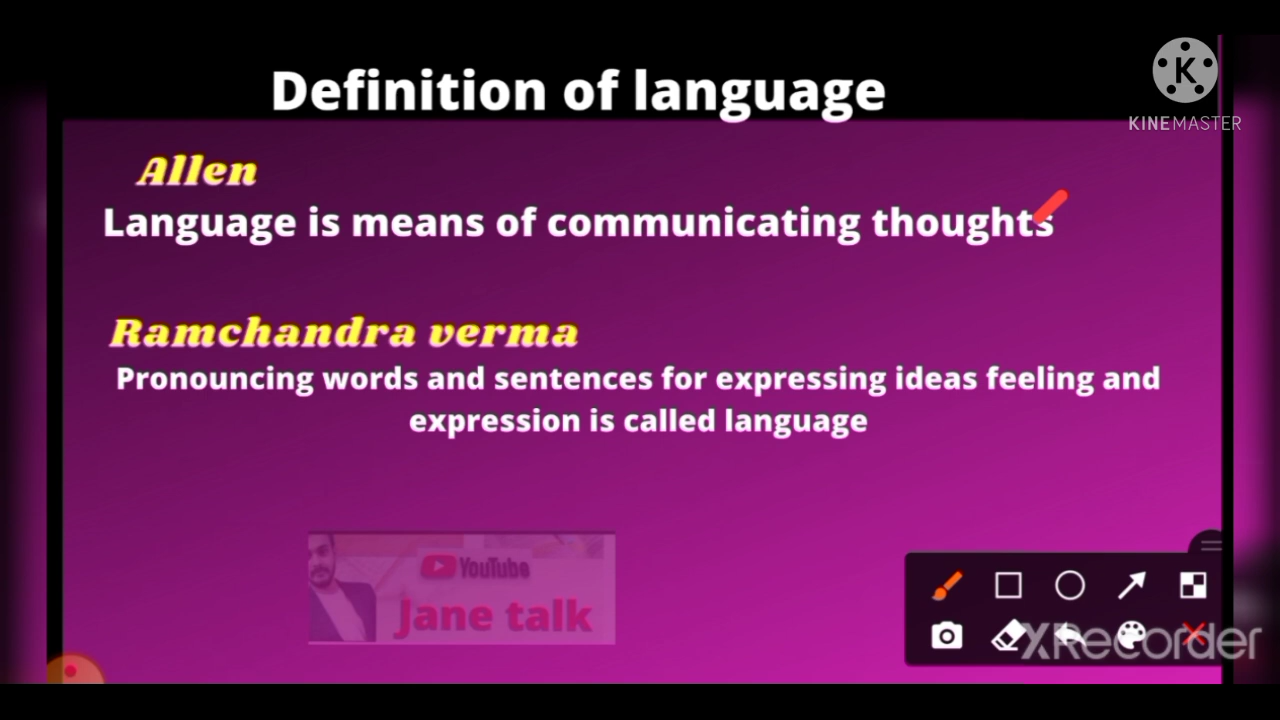 Definition of language
K
KINEMASTER
Allen
Language is means of communicating thoughts
Ramchandra verma
Pronouncing words and sentences for expressing ideas feeling and
expression is called language
YouTube
Jane talk
XRecorder